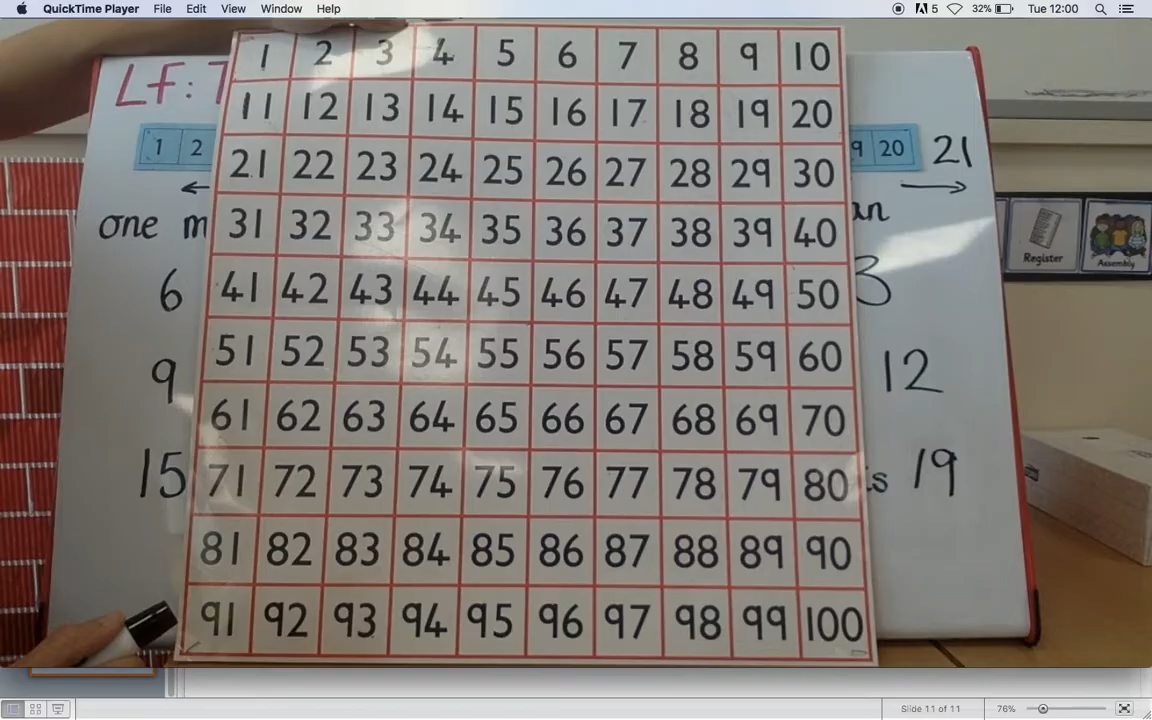 QuickTime Player File Edit View Window Help 5 32% Tue 12:00
LF: T
1 2 3 4 5 6 7 8 9 10
11 12 13 14 15 16 17 18 19 20
21 22 23 24 25 26 27 28 29 30
31 32 33 34 35 36 37 38 39 40
41 42 43 44 45 46 47 48 49 50
51 52 53 54 55 56 57 58 59 60
61 62 63 64 65 66 67 68 69 70
71 72 73 74 75 76 77 78 79 80
81 82 83 84 85 86 87 88 89 90
91 92 93 94 95 96 97 98 99 100
1 2
9 20 21
one m
an
6
3
9
12
15
is 19
Register
Assembly
Slide 11 of 11 76%